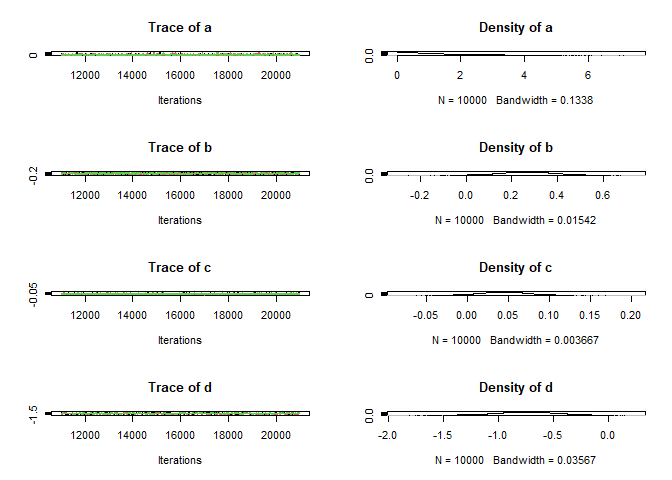 Trace of a
0
12000 14000 16000 18000 20000
Iterations
Density of a
0.0
0 2 4 6
N = 10000 Bandwidth = 0.1338
Trace of b
-0.2
12000 14000 16000 18000 20000
Iterations
Density of b
0.0
-0.2 0.0 0.2 0.4 0.6
N = 10000 Bandwidth = 0.01542
Trace of c
-0.05
12000 14000 16000 18000 20000
Iterations
Density of c
0
-0.05 0.00 0.05 0.10 0.15 0.20
N = 10000 Bandwidth = 0.003667
Trace of d
-1.5
12000 14000 16000 18000 20000
Iterations
Density of d
0.0
-2.0 -1.5 -1.0 -0.5 0.0
N = 10000 Bandwidth = 0.03567